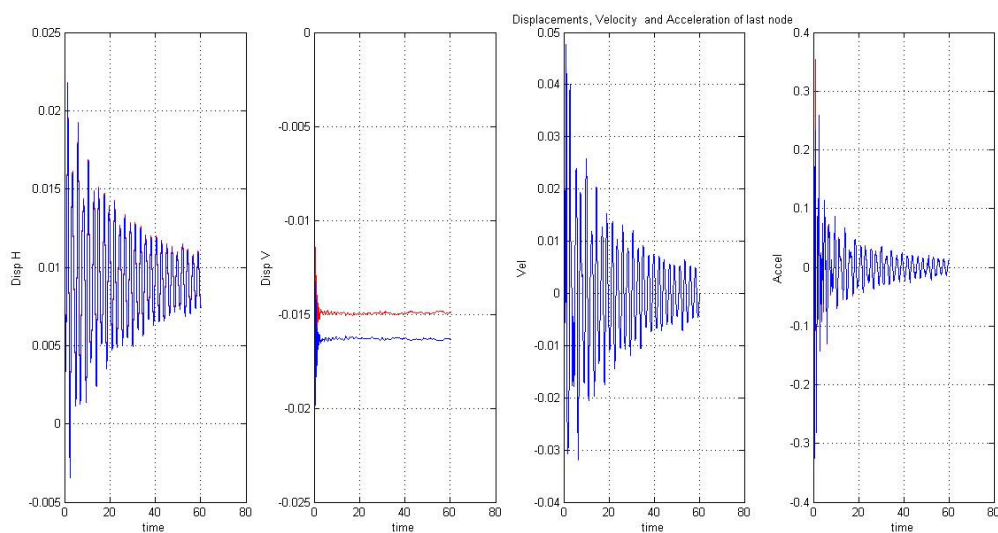 Displacements, Velocity  and Acceleration of last node
0.025
0.02
0.015
0.01
0.005
0
-0.005
Disp H
0 20 40 60 80
time
0
-0.005
-0.01
-0.015
-0.02
-0.025
Disp V
0 20 40 60 80
time
0.05
0.04
0.03
0.02
0.01
0
-0.01
-0.02
-0.03
-0.04
Vel
0 20 40 60 80
time
0.4
0.3
0.2
0.1
0
-0.1
-0.2
-0.3
-0.4
Accel
0 20 40 60 80
time